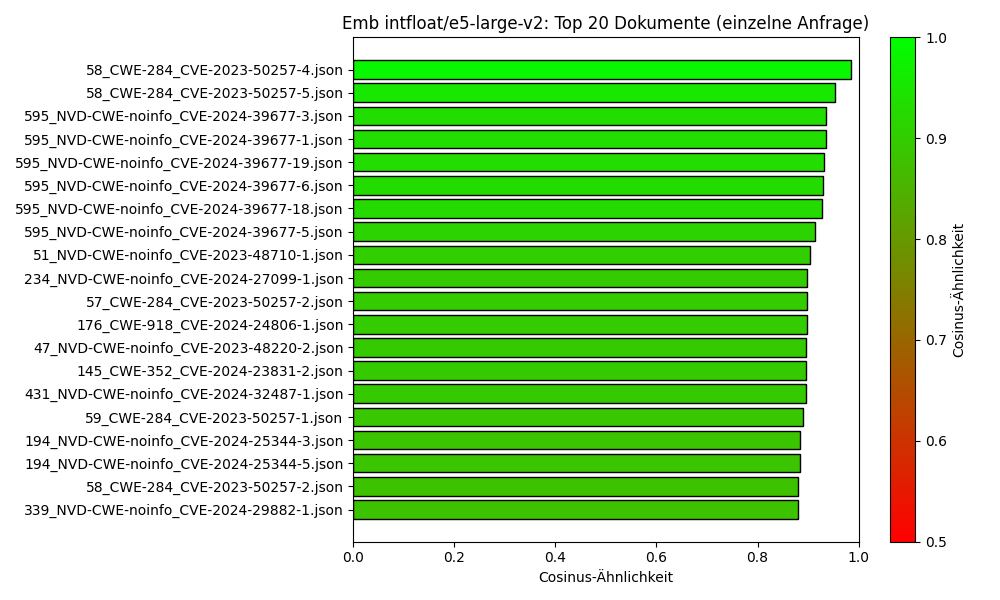 Emb intfloat/e5-large-v2: Top 20 Dokumente (einzelne Anfrage)
58_CWE-284_CVE-2023-50257-4.json
58_CWE-284_CVE-2023-50257-5.json
595_NVD-CWE-noinfo_CVE-2024-39677-3.json
595_NVD-CWE-noinfo_CVE-2024-39677-1.json
595_NVD-CWE-noinfo_CVE-2024-39677-19.json
595_NVD-CWE-noinfo_CVE-2024-39677-6.json
595_NVD-CWE-noinfo_CVE-2024-39677-18.json
595_NVD-CWE-noinfo_CVE-2024-39677-5.json
51_NVD-CWE-noinfo_CVE-2023-48710-1.json
234_NVD-CWE-noinfo_CVE-2024-27099-1.json
57_CWE-284_CVE-2023-50257-2.json
176_CWE-918_CVE-2024-24806-1.json
47_NVD-CWE-noinfo_CVE-2023-48220-2.json
145_CWE-352_CVE-2024-23831-2.json
431_NVD-CWE-noinfo_CVE-2024-32487-1.json
59_CWE-284_CVE-2023-50257-1.json
194_NVD-CWE-noinfo_CVE-2024-25344-3.json
194_NVD-CWE-noinfo_CVE-2024-25344-5.json
58_CWE-284_CVE-2023-50257-2.json
339_NVD-CWE-noinfo_CVE-2024-29882-1.json
0.0 0.2 0.4 0.6 0.8 1.0
Cosinus-Ähnlichkeit
1.0
0.9
0.8
0.7
0.6
0.5
Cosinus-Ähnlichkeit